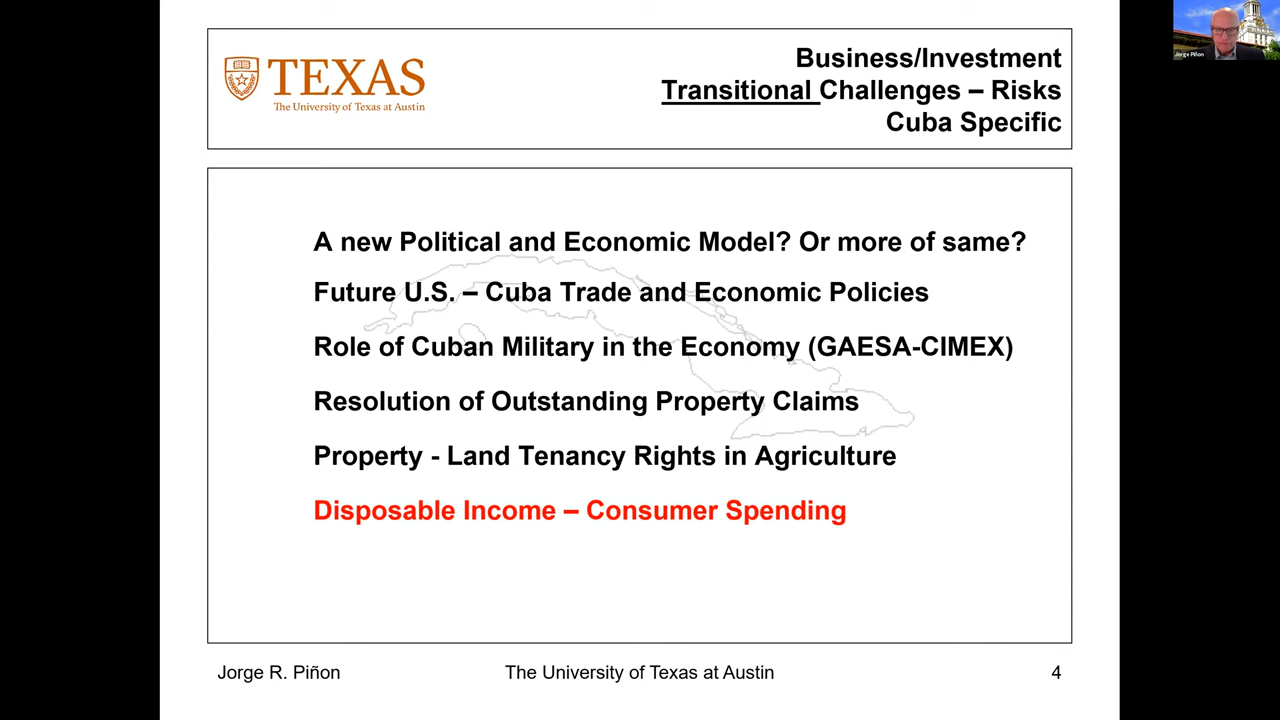 TEXAS
The University of Texas at Austin
Business/Investment
Transitional Challenges – Risks
Cuba Specific
A new Political and Economic Model? Or more of same?
Future U.S. – Cuba Trade and Economic Policies
Role of Cuban Military in the Economy (GAESA-CIMEX)
Resolution of Outstanding Property Claims
Property - Land Tenancy Rights in Agriculture
Disposable Income – Consumer Spending
Jorge R. Piñon
The University of Texas at Austin
4
Jorge Piñon